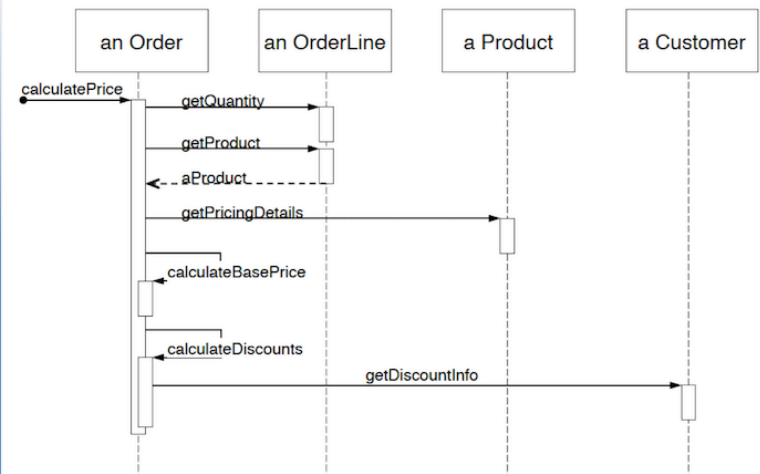 an Order
an OrderLine
a Product
a Customer
calculatePrice
getQuantity
getProduct
aProduct
getPricingDetails
calculateBasePrice
calculateDiscounts
getDiscountInfo